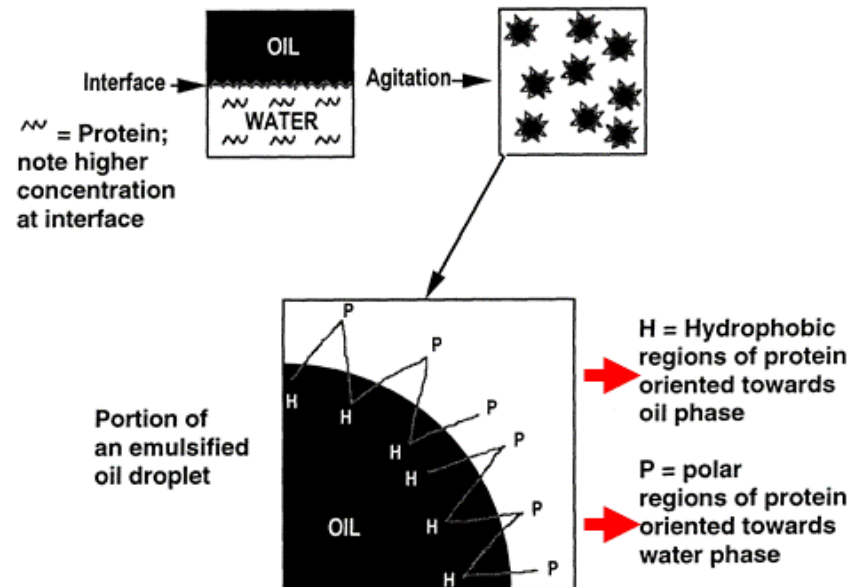 OIL
Interface
Agitation
WATER
= Protein;
note higher
concentration
at interface
P
P
P
P
P
P
H
H
H
H
H
H
OIL
Portion of
an emulsified
oil droplet
H = Hydrophobic
regions of protein
oriented towards
oil phase
P = polar
regions of protein
oriented towards
water phase